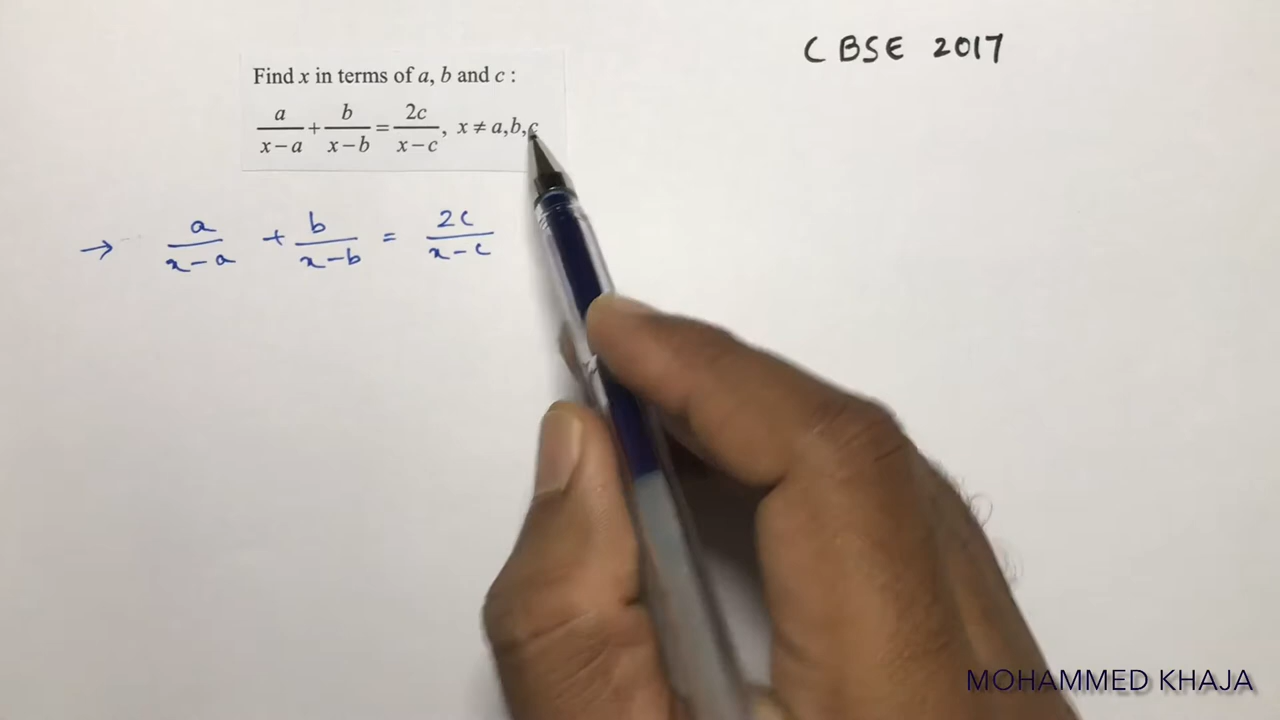 CBSE 2017
Find x in terms of a, b and c :
a/(x−a) + b/(x−b) = 2c/(x−c), x ≠ a,b,c
→ a/(x−a) + b/(x−b) = 2c/(x−c)
MOHAMMED KHAJA